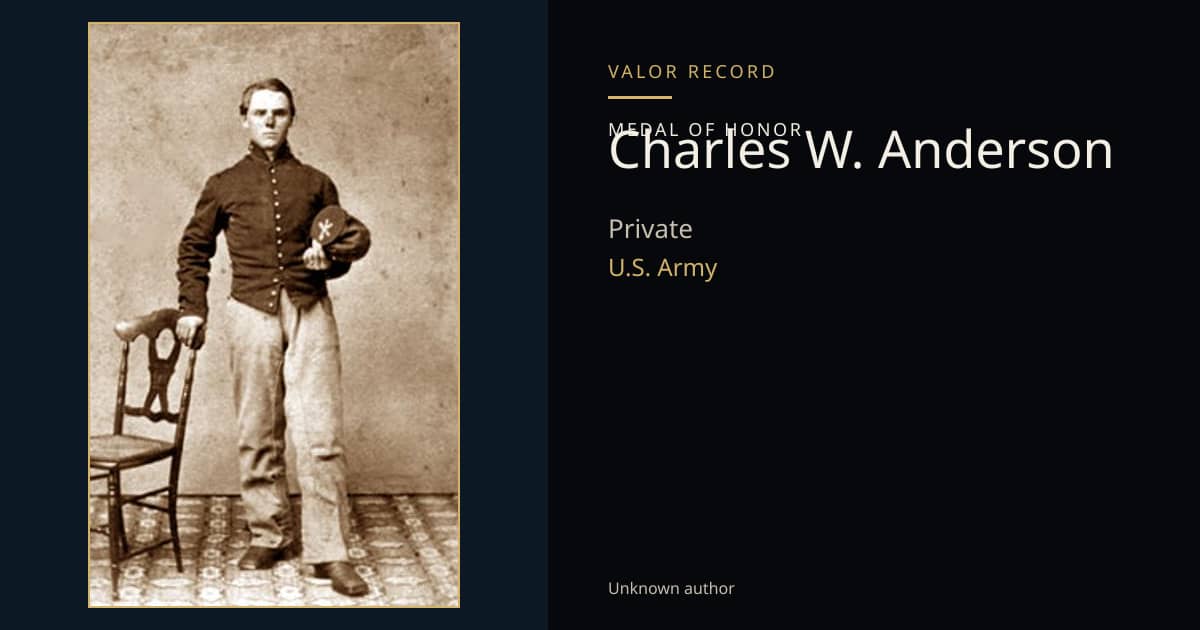 VALOR RECORD
MEDAL OF HONOR
Charles W. Anderson
Private
U.S. Army
Unknown author